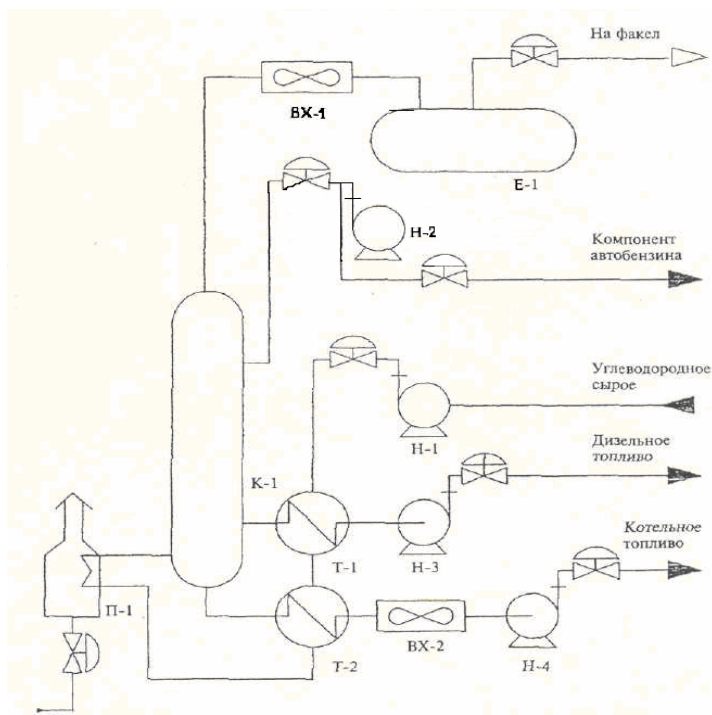 На факел
ВХ-1
Е-1
Н-2
Компонент
автобензина
Углеводородное
сырое
Н-1
Дизельное
топливо
К-1
Т-1
Н-3
Котельное
топливо
П-1
Т-2
ВХ-2
Н-4